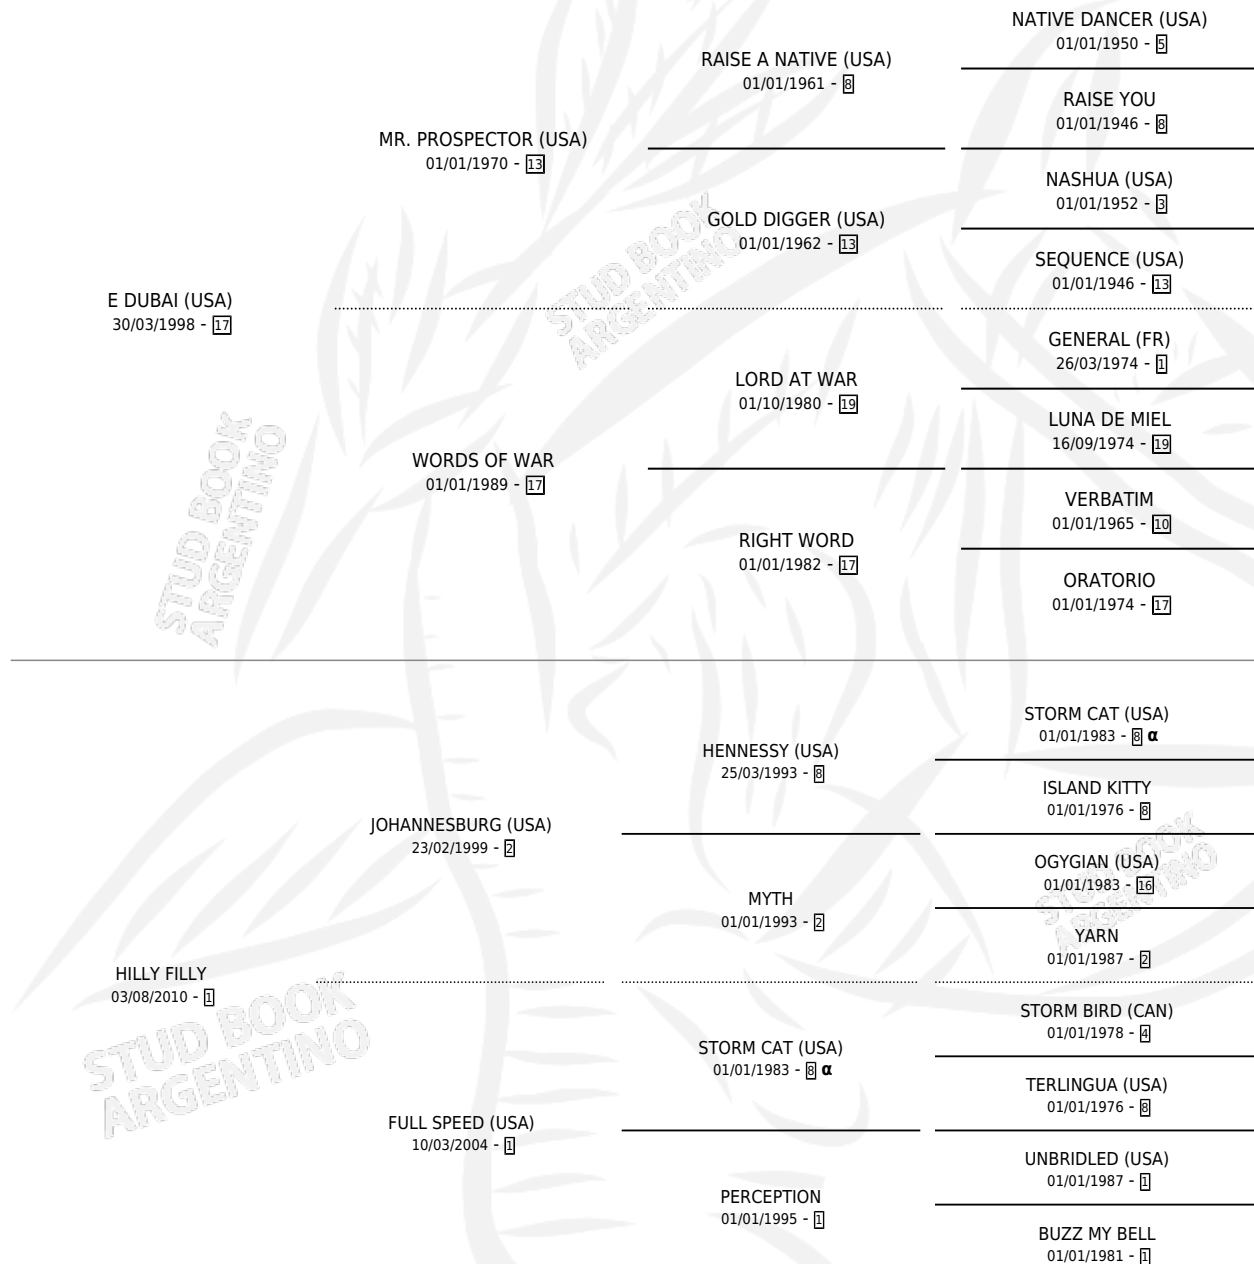 NATIVE DANCER (USA)
01/01/1950 - 5
RAISE A NATIVE (USA)
01/01/1961 - 8
RAISE YOU
01/01/1946 - 8
MR. PROSPECTOR (USA)
01/01/1970 - 13
NASHUA (USA)
01/01/1952 - 3
GOLD DIGGER (USA)
01/01/1962 - 13
SEQUENCE (USA)
01/01/1946 - 13
STUD BOOK
ARGENTINO
E DUBAI (USA)
30/03/1998 - 17
GENERAL (FR)
26/03/1974 - 1
LORD AT WAR
01/10/1980 - 19
LUNA DE MIEL
16/09/1974 - 19
WORDS OF WAR
01/01/1989 - 17
VERBATIM
01/01/1965 - 10
RIGHT WORD
01/01/1982 - 17
ORATORIO
01/01/1974 - 17
STUD BOOK
ARGENTINO
STORM CAT (USA)
01/01/1983 - 8 α
HENNESSY (USA)
25/03/1993 - 8
ISLAND KITTY
01/01/1976 - 8
JOHANNESBURG (USA)
23/02/1999 - 2
OGYGIAN (USA)
01/01/1983 - 16
MYTH
01/01/1993 - 2
YARN
01/01/1987 - 2
STUD BOOK
ARGENTINO
HILLY FILLY
03/08/2010 - 1
STORM BIRD (CAN)
01/01/1978 - 4
STORM CAT (USA)
01/01/1983 - 8 α
TERLINGUA (USA)
01/01/1976 - 8
FULL SPEED (USA)
10/03/2004 - 1
UNBRIDLED (USA)
01/01/1987 - 1
PERCEPTION
01/01/1995 - 1
BUZZ MY BELL
01/01/1981 - 1
STUD BOOK
ARGENTINO